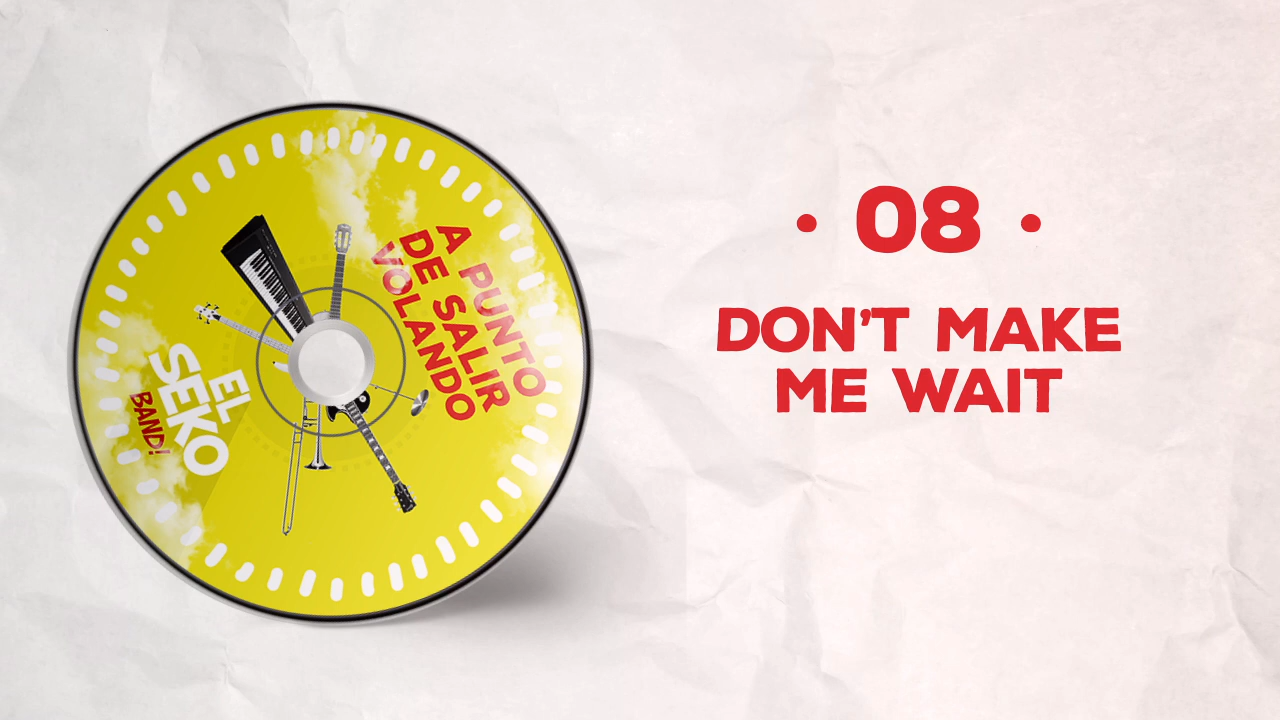 A PUNTO
DE SALIR
VOLANDO
EL
SEKO
BAND!
• 08 •
DON'T MAKE
ME WAIT